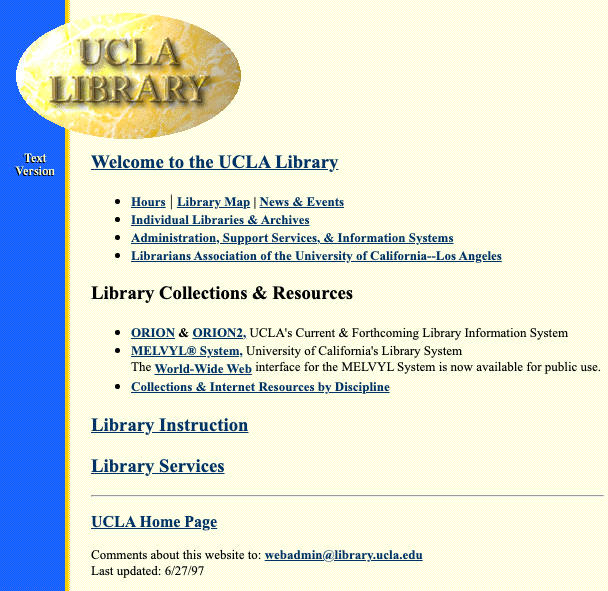 UCLA
LIBRARY
Text
Version
Welcome to the UCLA Library
Hours | Library Map | News & Events
Individual Libraries & Archives
Administration, Support Services, & Information Systems
Librarians Association of the University of California--Los Angeles
Library Collections & Resources
ORION & ORION2, UCLA's Current & Forthcoming Library Information System
MELVYL® System, University of California's Library System
The World-Wide Web interface for the MELVYL System is now available for public use.
Collections & Internet Resources by Discipline
Library Instruction
Library Services
UCLA Home Page
Comments about this website to: webadmin@library.ucla.edu
Last updated: 6/27/97